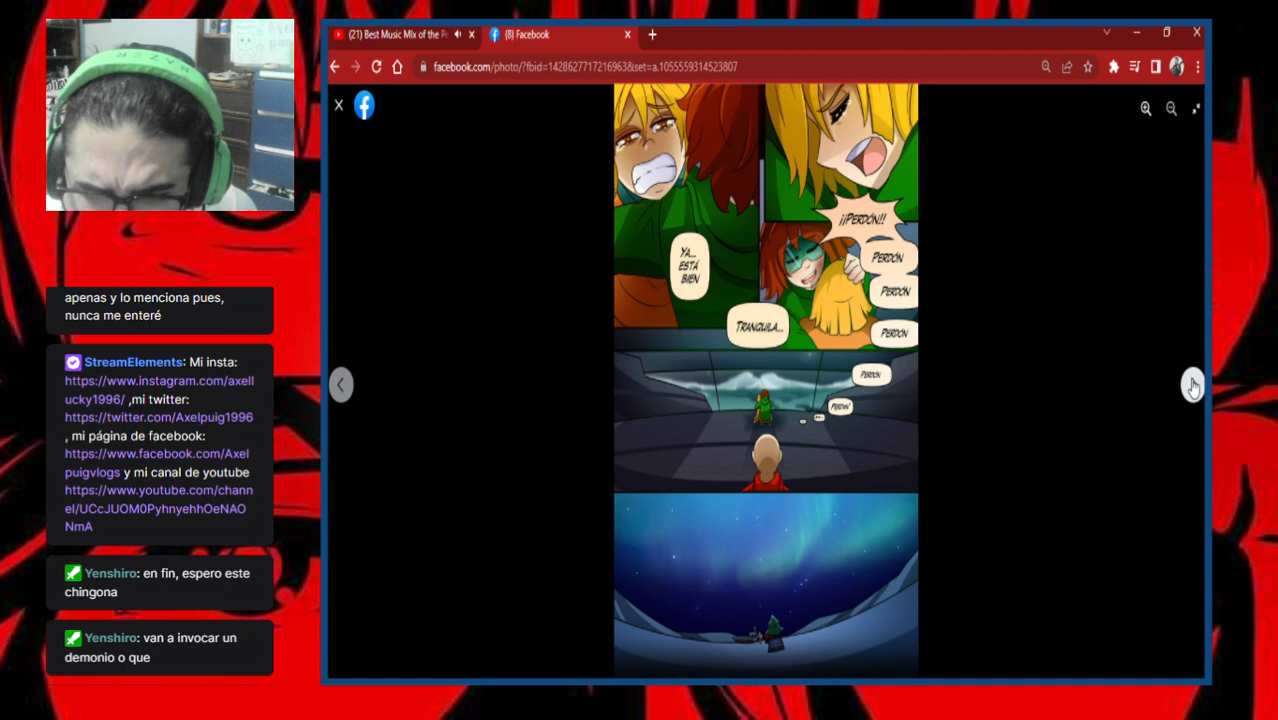 RAZER
(21) Best Music Mix of the P
(8) Facebook
facebook.com/photo/?fbid=1428627717216963&set=a.1055559314523807
¡¡PERDÓN!!
YA...
ESTÁ
BIEN
PERDÓN
PERDÓN
TRANQUILA...
PERDÓN
PERDÓN
PERDÓN
apenas y lo menciona pues,
nunca me enteré
StreamElements: Mi insta:
https://www.instagram.com/axell
ucky1996/ ,mi twitter:
https://twitter.com/Axelpuig1996
, mi página de facebook:
https://www.facebook.com/Axel
puigvlogs y mi canal de youtube
https://www.youtube.com/chann
el/UCcJUOM0PyhnyehhOeNAO
NmA
Yenshiro: en fin, espero este
chingona
Yenshiro: van a invocar un
demonio o que